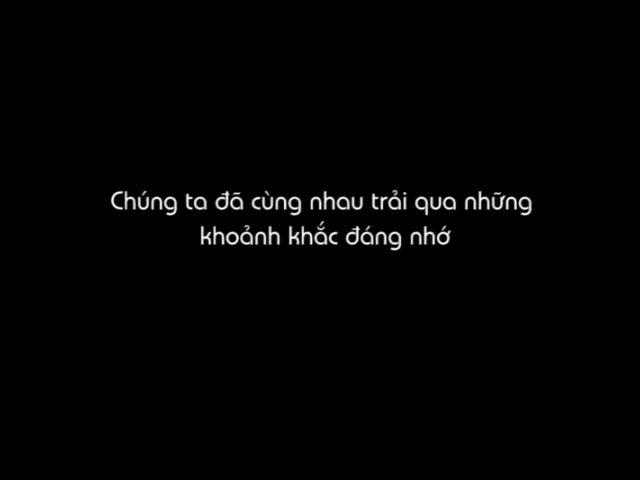 Chúng ta đã cùng nhau trải qua những
khoảnh khắc đáng nhớ